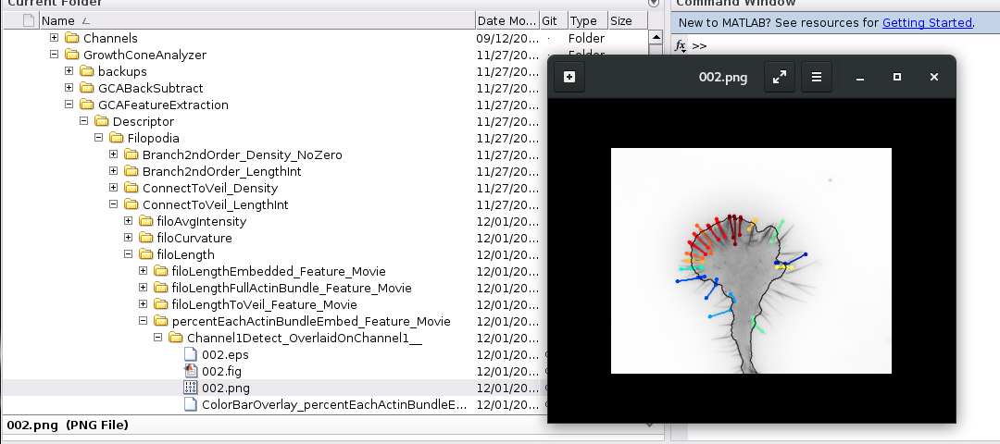 Current Folder
Command Window
Name Date Mo... Git Type Size
New to MATLAB? See resources for Getting Started.
Channels 09/12/20... Folder
fx >>
GrowthConeAnalyzer 11/27/20... Folder
backups 11/27/20...
002.png
GCABackSubtract 11/27/20...
GCAFeatureExtraction 11/27/20...
Descriptor 11/27/20...
Filopodia 11/27/20...
Branch2ndOrder_Density_NoZero 11/27/20...
Branch2ndOrder_LengthInt 11/27/20...
ConnectToVeil_Density 11/27/20...
ConnectToVeil_LengthInt 11/27/20...
filoAvgIntensity 12/01/20...
filoCurvature 12/01/20...
filoLength 12/01/20...
filoLengthEmbedded_Feature_Movie 12/01/20...
filoLengthFullActinBundle_Feature_Movie 12/01/20...
filoLengthToVeil_Feature_Movie 12/01/20...
percentEachActinBundleEmbed_Feature_Movie 12/01/20...
Channel1Detect_OverlaidOnChannel1__ 12/01/20...
002.eps 12/01/20...
002.fig 12/01/20...
002.png 12/01/20...
ColorBarOverlay_percentEachActinBundleE... 12/01/20...
002.png (PNG File)